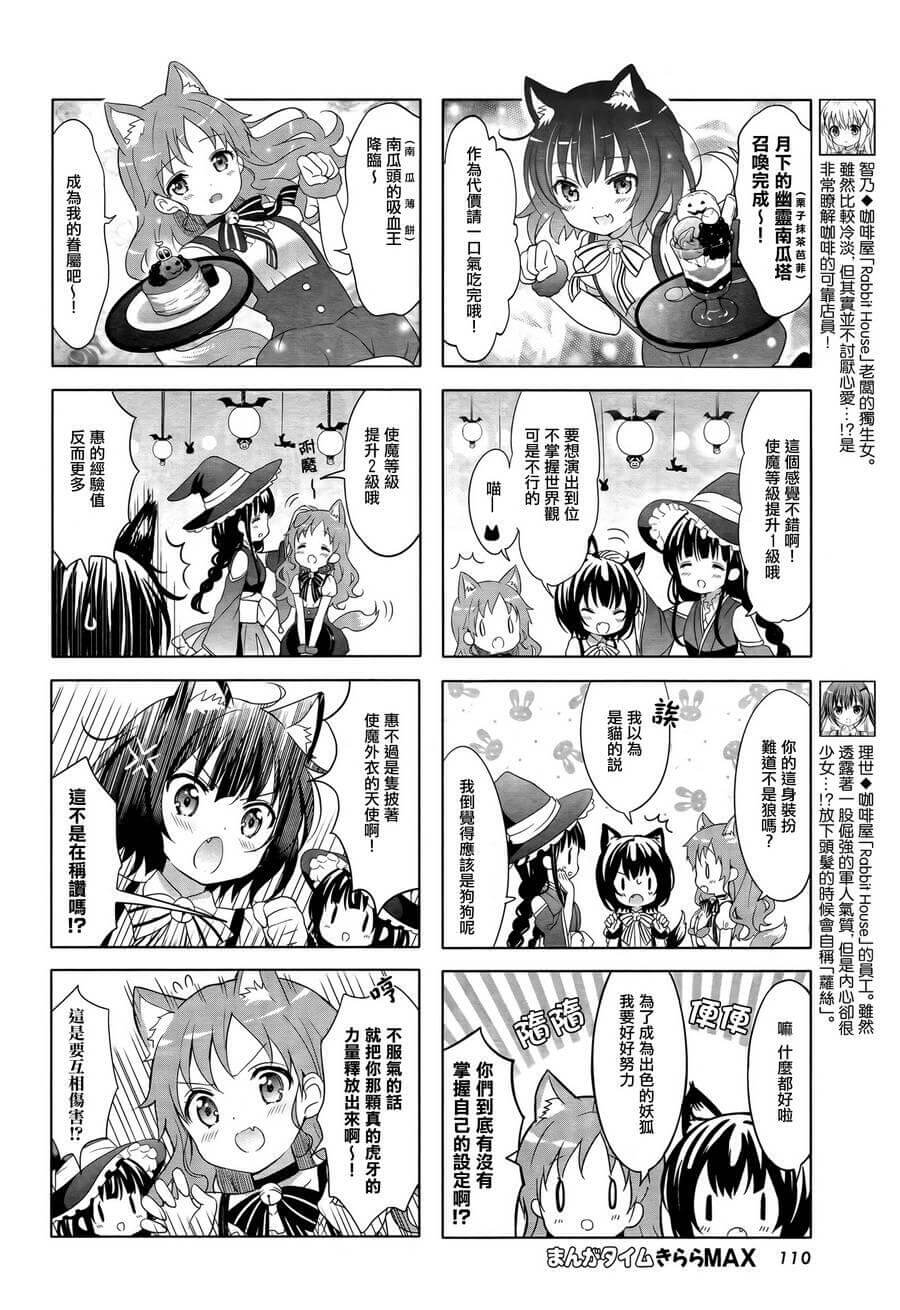 智乃◆咖啡屋「Rabbit House」老闆的獨生女。
雖然比較冷淡,但其實並不討厭心愛…!?是
非常瞭解咖啡的可靠店員!
理世◆咖啡屋「Rabbit House」的員工。雖然
透露著一股倔強的軍人氣質,但是內心卻很
少女…!?放下頭髮的時候會自稱「蘿絲」。
月下的幽靈南瓜塔
(栗子抹茶芭菲)
召喚完成~!
作為代價請一口氣吃完哦!
這個感覺不錯啊!
使魔等級提升1級哦
要想演出到位
不掌握世界觀
可是不行的
喵—
你的這身裝扮
難道不是狼嗎?
誒
我以為
是貓的說
我倒覺得應該是狗狗呢
嘛 什麼都好啦
便便
為了成為出色的妖狐
我要好好努力
隨隨
你們到底有沒有
掌握自己的設定啊!?
(南瓜薄餅)
南瓜頭的吸血王
降臨~
成為我的眷屬吧~!
使魔等級
提升2級哦
附魔~
惠的經驗值
反而更多
惠不過是隻披著
使魔外衣的天使啊!
這不是在稱讚嗎!?
哼
不服氣的話
就把你那顆真的虎牙的
力量釋放出來啊~!
這是要互相傷害!?
まんがタイムきららMAX 110